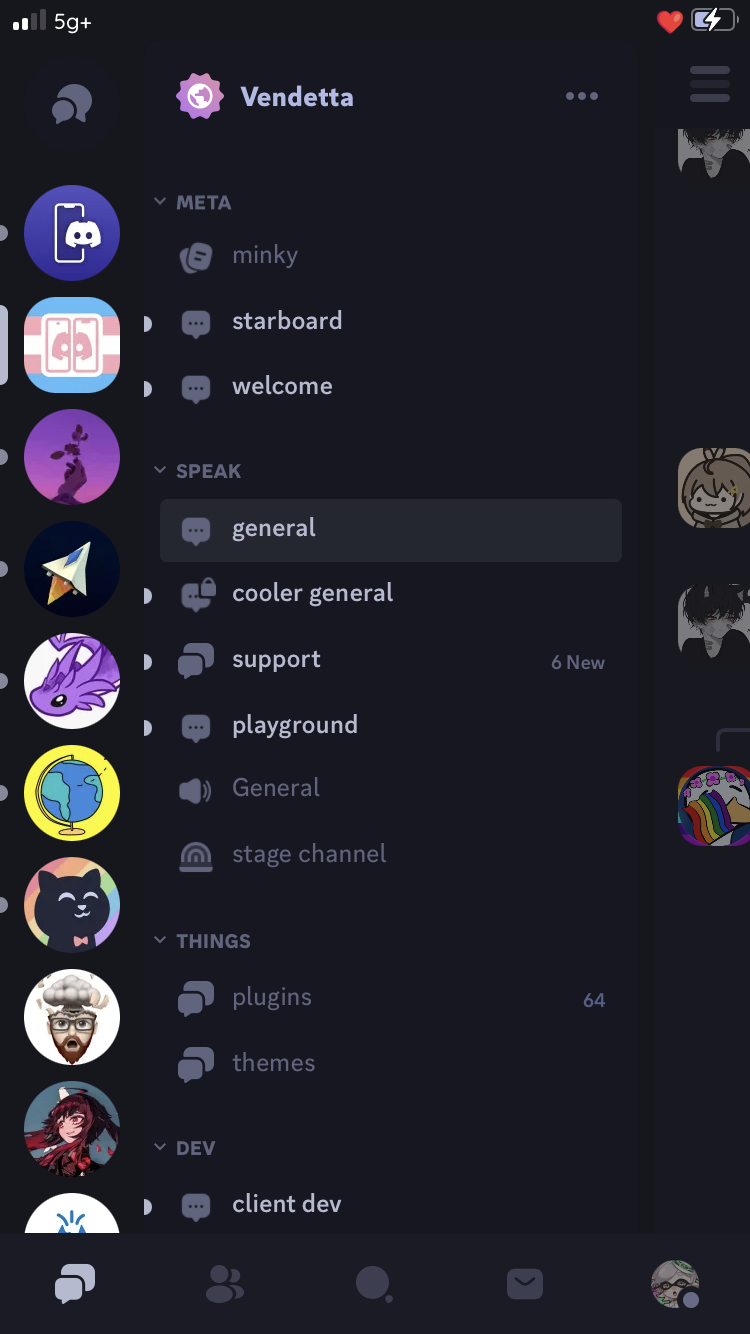 5g+
Vendetta
META
minky
starboard
welcome
SPEAK
general
cooler general
support
6 New
playground
General
stage channel
THINGS
plugins
64
themes
DEV
client dev